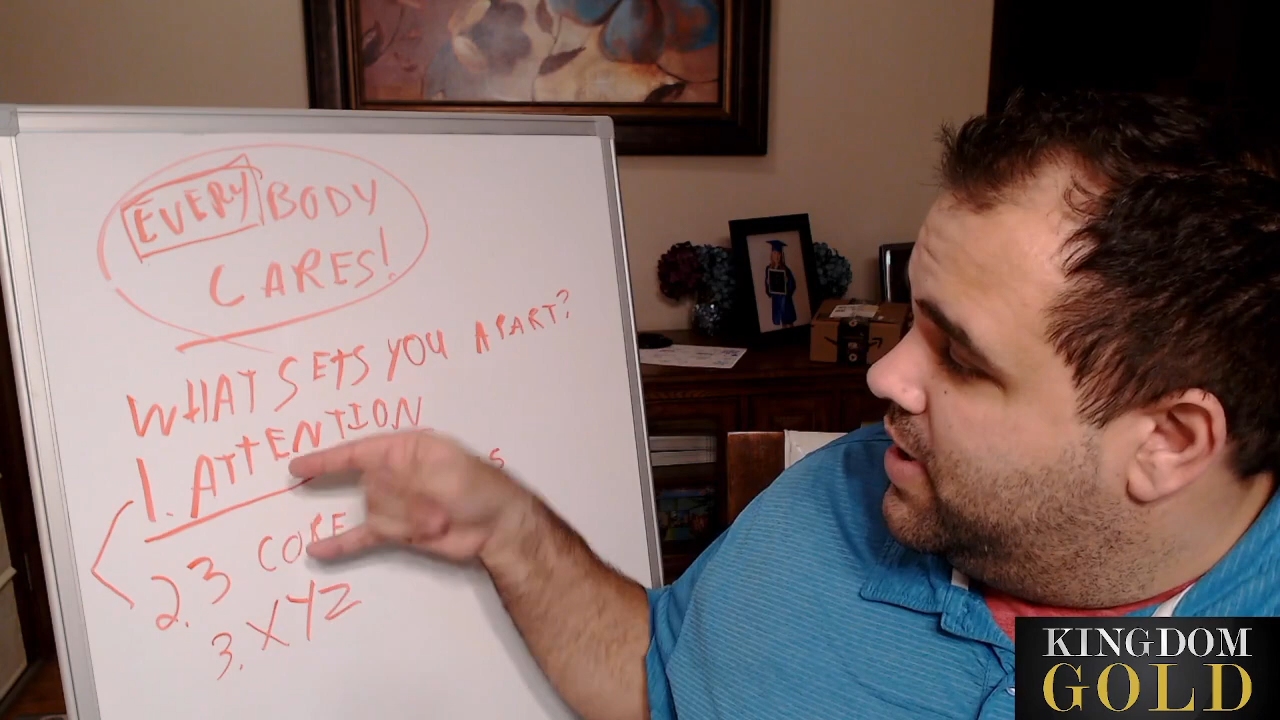 EVERYBODY
CARES!
WHAT SETS YOU APART?
1. ATTENTION
2. 3 CORE
3. XYZ
KINGDOM
GOLD